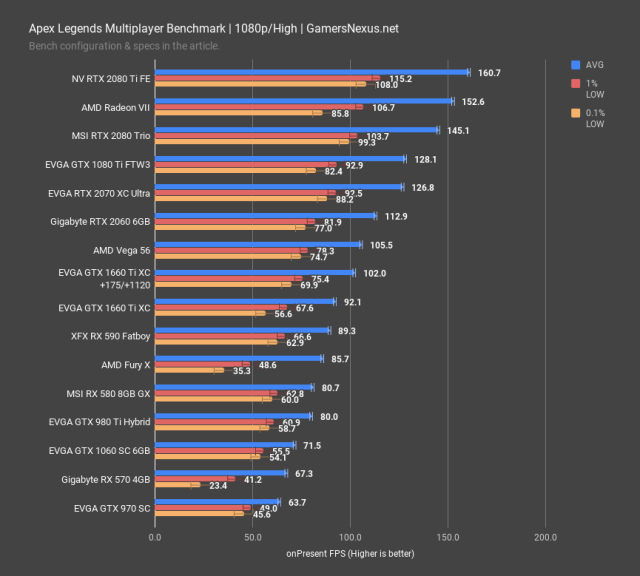 Apex Legends Multiplayer Benchmark | 1080p/High | GamersNexus.net
Bench configuration & specs in the article.
AVG
1%
LOW
0.1%
LOW
NV RTX 2080 Ti FE 160.7 115.2 108.0
AMD Radeon VII 152.6 106.7 85.8
MSI RTX 2080 Trio 145.1 103.7 99.3
EVGA GTX 1080 Ti FTW3 128.1 92.9 82.4
EVGA RTX 2070 XC Ultra 126.8 92.5 88.2
Gigabyte RTX 2060 6GB 112.9 81.9 77.0
AMD Vega 56 105.5 78.3 74.7
EVGA GTX 1660 Ti XC
+175/+1120 102.0 75.4 69.9
EVGA GTX 1660 Ti XC 92.1 67.6 56.6
XFX RX 590 Fatboy 89.3 66.6 62.9
AMD Fury X 85.7 48.6 35.3
MSI RX 580 8GB GX 80.7 62.8 60.0
EVGA GTX 980 Ti Hybrid 80.0 60.9 58.7
EVGA GTX 1060 SC 6GB 71.5 55.5 54.1
Gigabyte RX 570 4GB 67.3 41.2 23.4
EVGA GTX 970 SC 63.7 49.0 45.6
0.0 50.0 100.0 150.0 200.0
onPresent FPS (Higher is better)